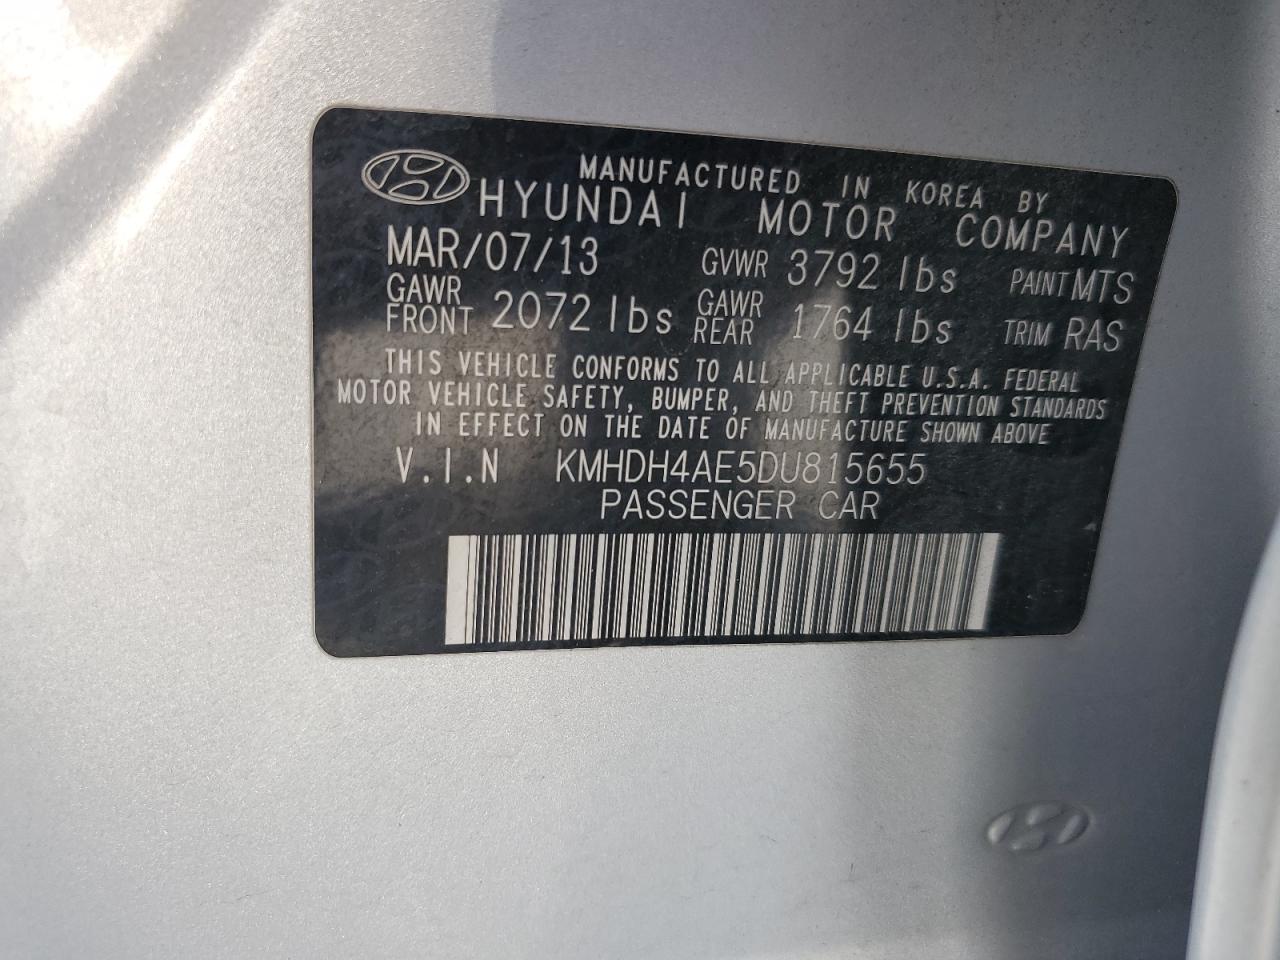 MANUFACTURED IN KOREA BY
HYUNDAI MOTOR COMPANY
MAR/07/13 GVWR 3792 lbs PAINT MTS
GAWR FRONT 2072 lbs GAWR REAR 1764 lbs TRIM RAS
THIS VEHICLE CONFORMS TO ALL APPLICABLE U.S.A. FEDERAL
MOTOR VEHICLE SAFETY, BUMPER, AND THEFT PREVENTION STANDARDS
IN EFFECT ON THE DATE OF MANUFACTURE SHOWN ABOVE
V.I.N KMHDH4AE5DU815655
PASSENGER CAR